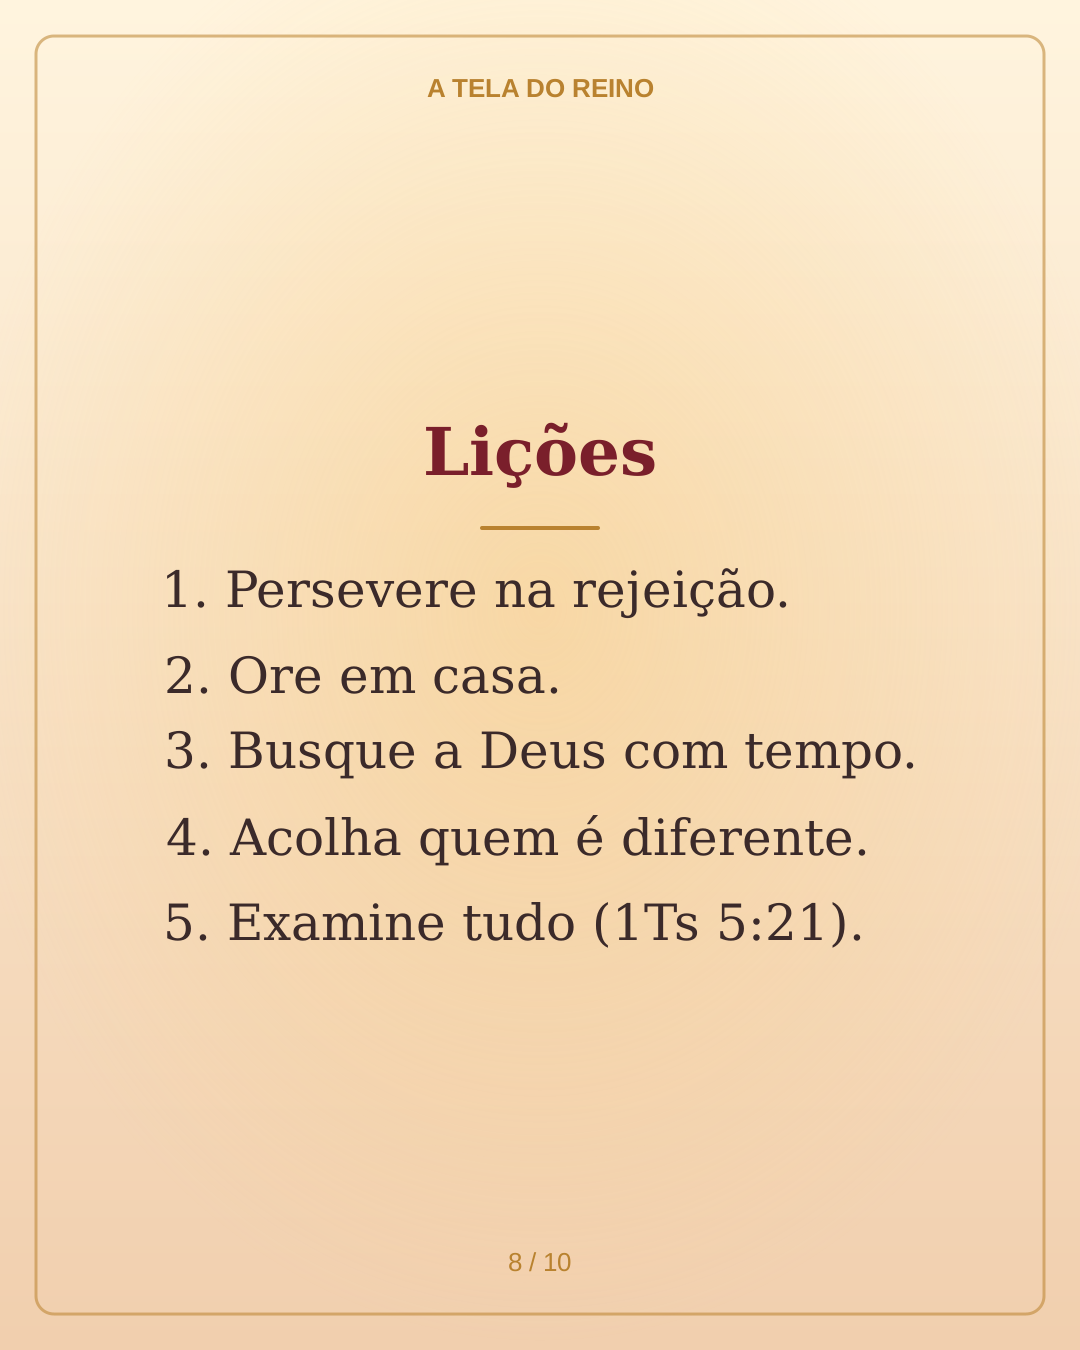 A TELA DO REINO
Lições
1. Persevere na rejeição.
2. Ore em casa.
3. Busque a Deus com tempo.
4. Acolha quem é diferente.
5. Examine tudo (1Ts 5:21).
8 / 10